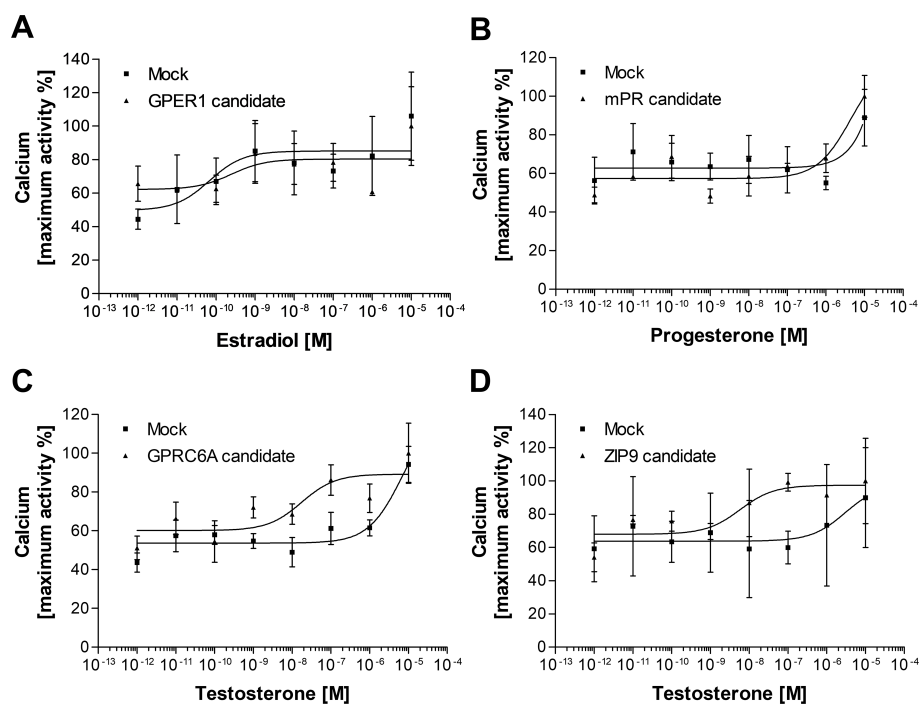 A
140
120
100
80
60
40
20
0
Calcium
[maximum activity %]
Mock
GPER1 candidate
10-13 10-12 10-11 10-10 10-9 10-8 10-7 10-6 10-5 10-4
Estradiol [M]
B
120
100
80
60
40
20
0
Calcium
[maximum activity %]
Mock
mPR candidate
10-13 10-12 10-11 10-10 10-9 10-8 10-7 10-6 10-5 10-4
Progesterone [M]
C
120
100
80
60
40
20
0
Calcium
[maximum activity %]
Mock
GPRC6A candidate
10-13 10-12 10-11 10-10 10-9 10-8 10-7 10-6 10-5 10-4
Testosterone [M]
D
140
120
100
80
60
40
20
0
Calcium
[maximum activity %]
Mock
ZIP9 candidate
10-13 10-12 10-11 10-10 10-9 10-8 10-7 10-6 10-5 10-4
Testosterone [M]